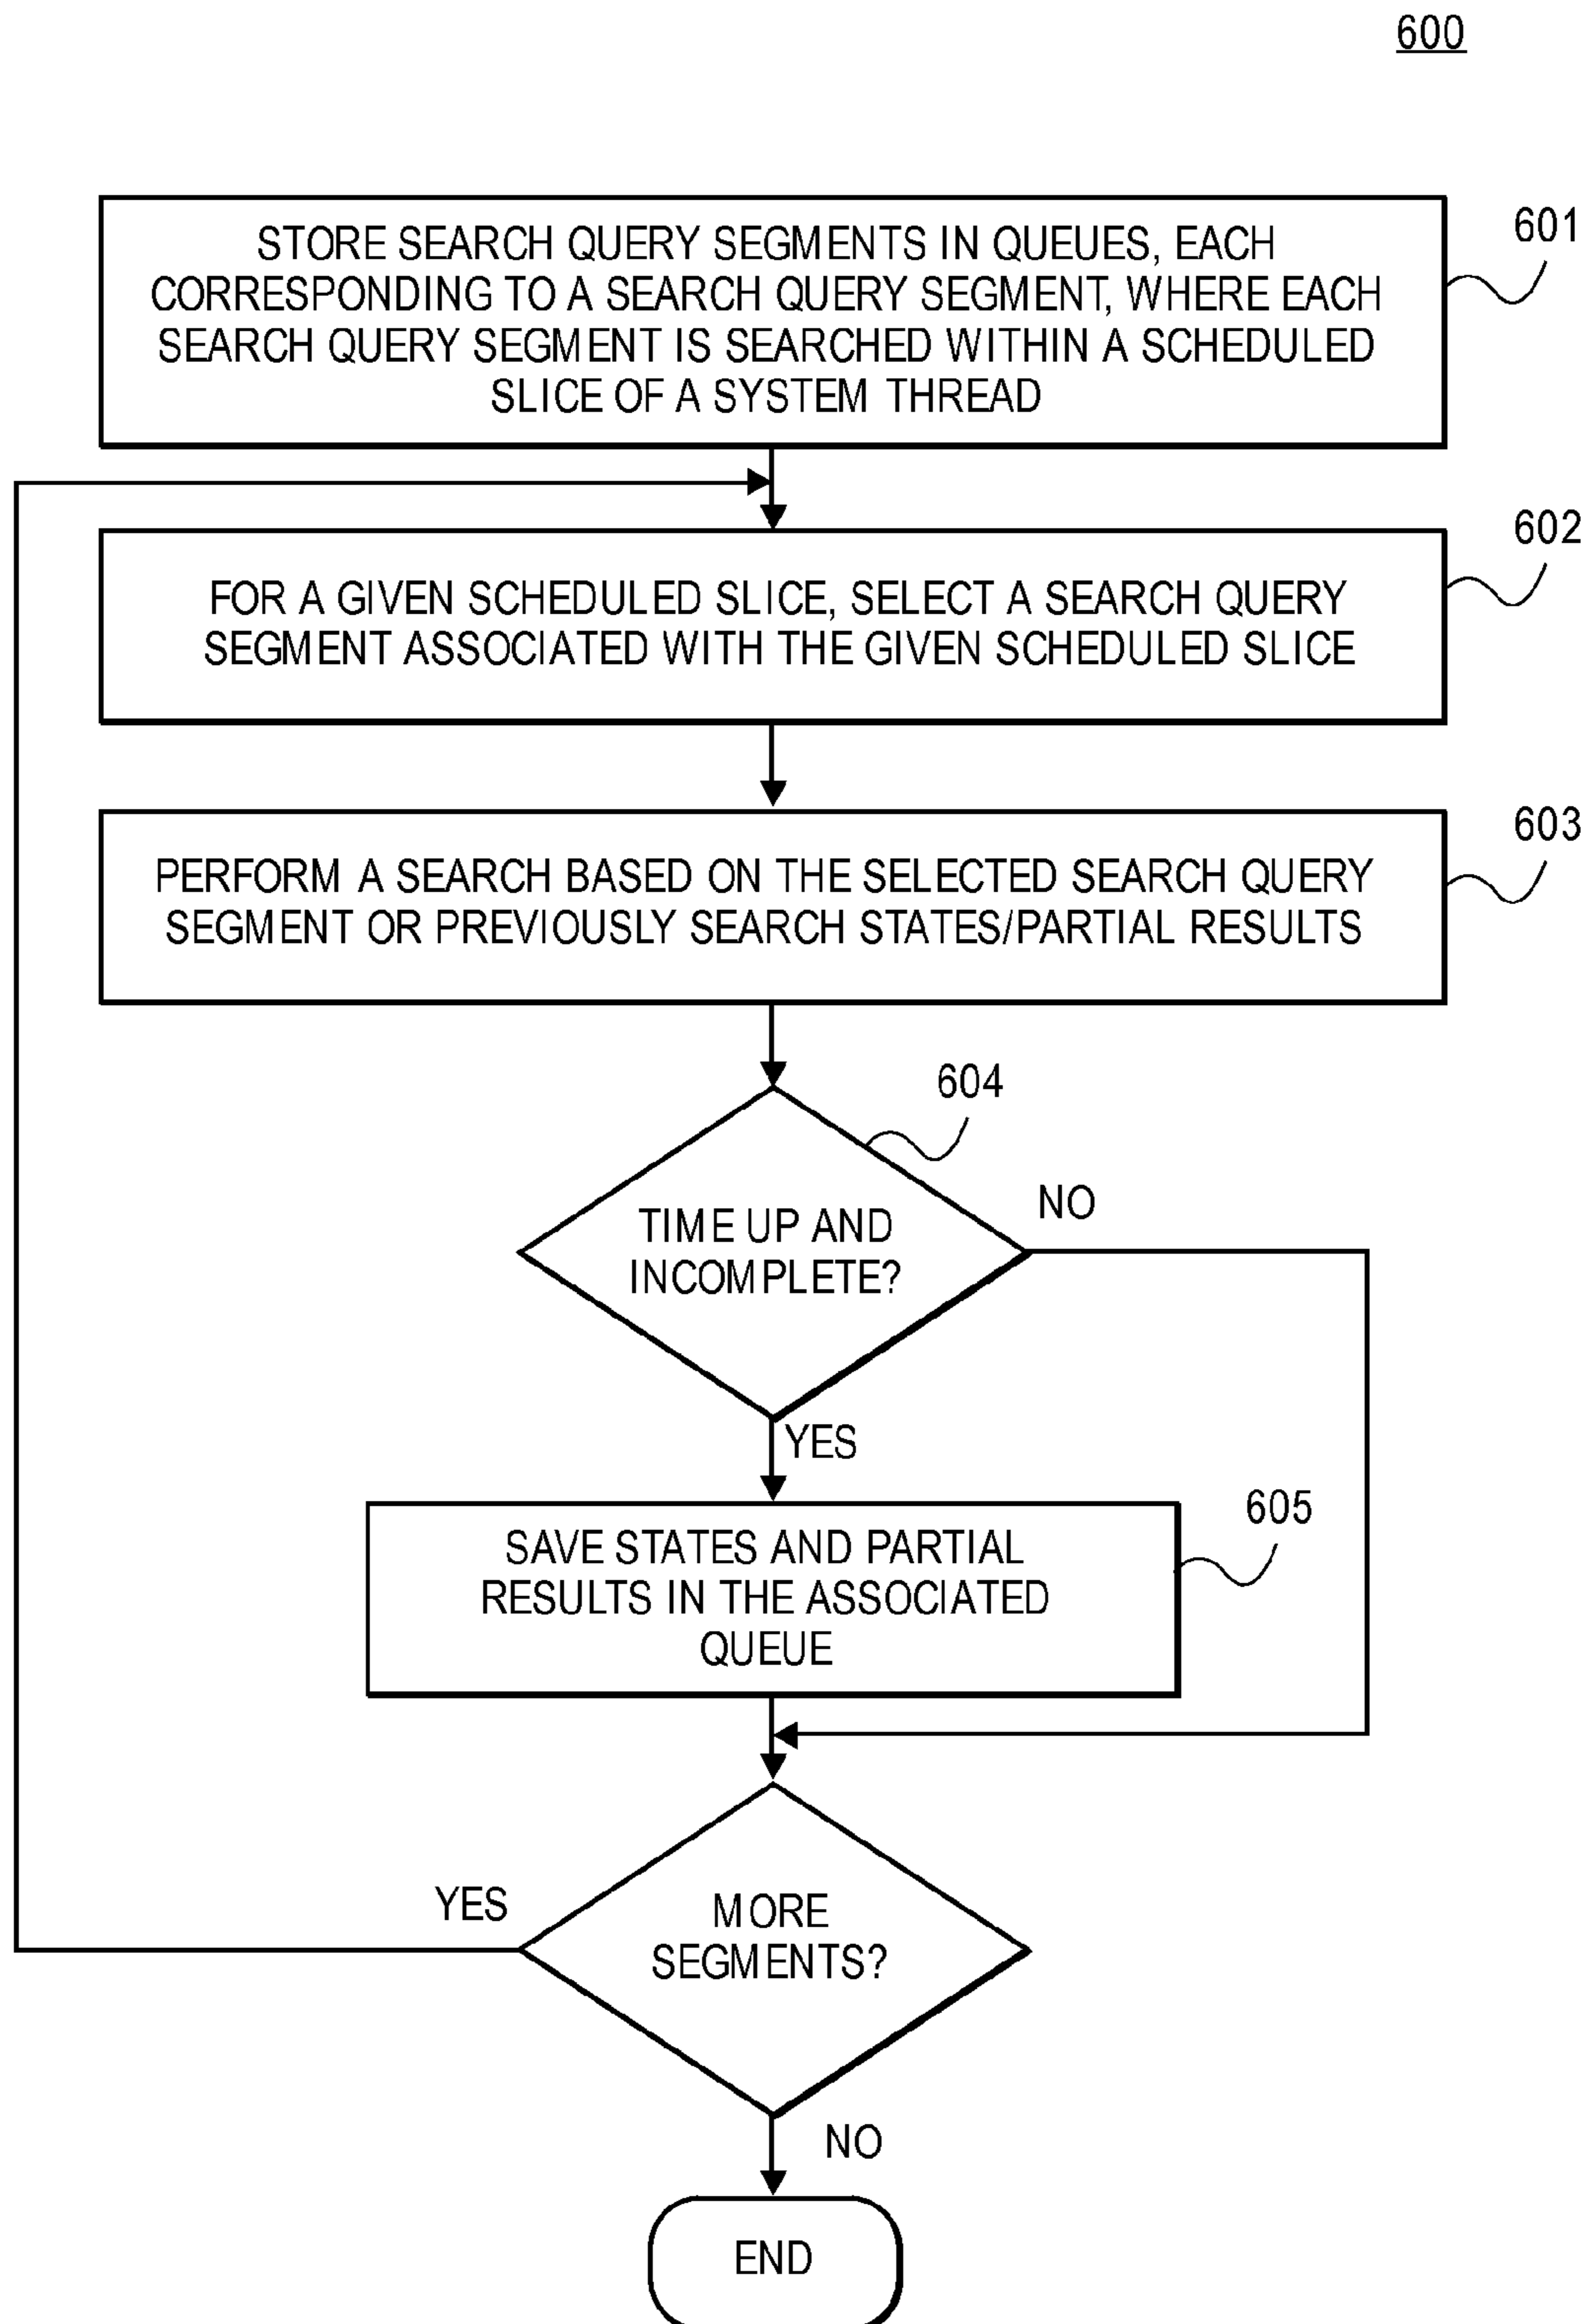 600
STORE SEARCH QUERY SEGMENTS IN QUEUES, EACH
CORRESPONDING TO A SEARCH QUERY SEGMENT, WHERE EACH
SEARCH QUERY SEGMENT IS SEARCHED WITHIN A SCHEDULED
SLICE OF A SYSTEM THREAD
601
FOR A GIVEN SCHEDULED SLICE, SELECT A SEARCH QUERY
SEGMENT ASSOCIATED WITH THE GIVEN SCHEDULED SLICE
602
PERFORM A SEARCH BASED ON THE SELECTED SEARCH QUERY
SEGMENT OR PREVIOUSLY SEARCH STATES/PARTIAL RESULTS
603
604
TIME UP AND
INCOMPLETE?
NO
YES
SAVE STATES AND PARTIAL
RESULTS IN THE ASSOCIATED
QUEUE
605
MORE
SEGMENTS?
YES
NO
END